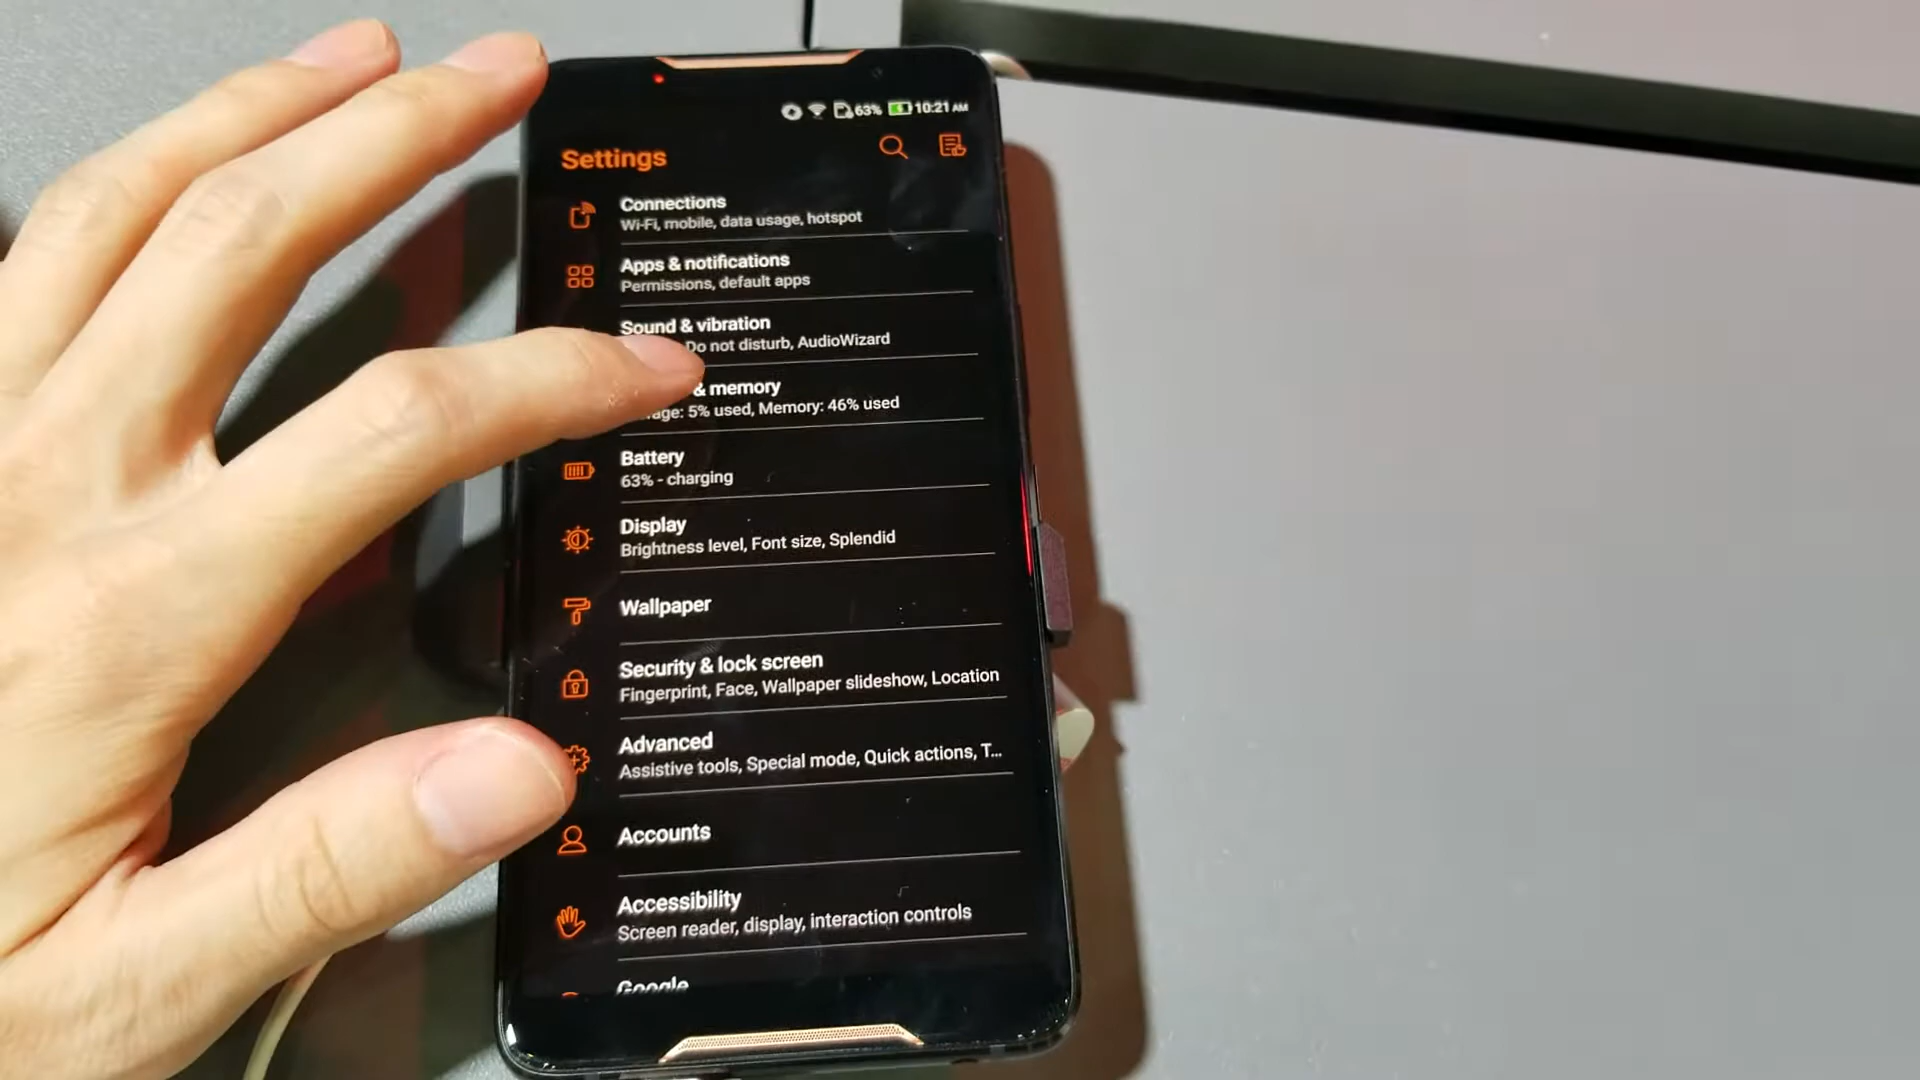 63% 10:21 AM
Settings
Connections
Wi-Fi, mobile, data usage, hotspot
Apps & notifications
Permissions, default apps
Sound & vibration
Do not disturb, AudioWizard
& memory
age: 5% used, Memory: 46% used
Battery
63% - charging
Display
Brightness level, Font size, Splendid
Wallpaper
Security & lock screen
Fingerprint, Face, Wallpaper slideshow, Location
Advanced
Assistive tools, Special mode, Quick actions, T...
Accounts
Accessibility
Screen reader, display, interaction controls
Google